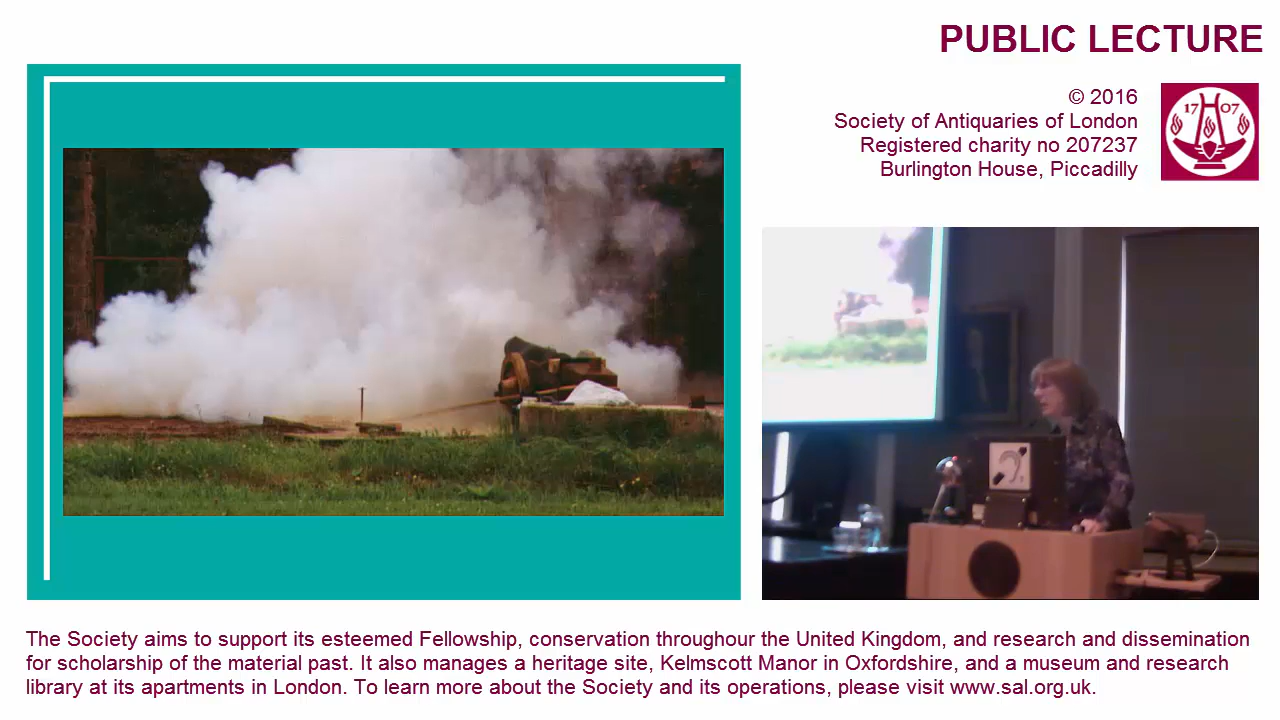 PUBLIC LECTURE
© 2016
Society of Antiquaries of London
Registered charity no 207237
Burlington House, Piccadilly
17 07
The Society aims to support its esteemed Fellowship, conservation throughour the United Kingdom, and research and dissemination
for scholarship of the material past. It also manages a heritage site, Kelmscott Manor in Oxfordshire, and a museum and research
library at its apartments in London. To learn more about the Society and its operations, please visit www.sal.org.uk.